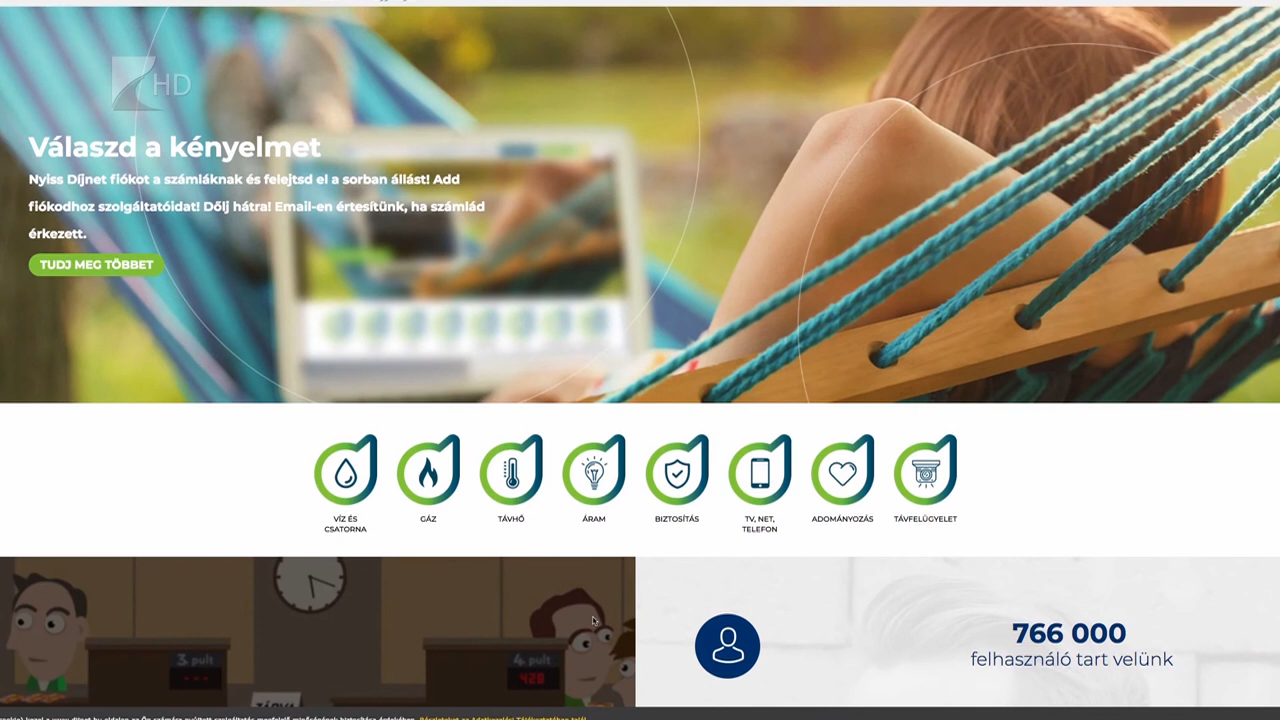 HD
Válaszd a kényelmet
Nyiss Díjnet fiókot a számláknak és felejtsd el a sorban állást! Add
fiókodhoz szolgáltatóidat! Dőlj hátra! Email-en értesítünk, ha számlád
érkezett.
TUDJ MEG TÖBBET
VÍZ ÉS
CSATORNA
GÁZ
TÁVHŐ
ÁRAM
BIZTOSÍTÁS
TV, NET,
TELEFON
ADOMÁNYOZÁS
TÁVFELÜGYELET
3. pult
---
4. pult
428
766 000
felhasználó tart velünk